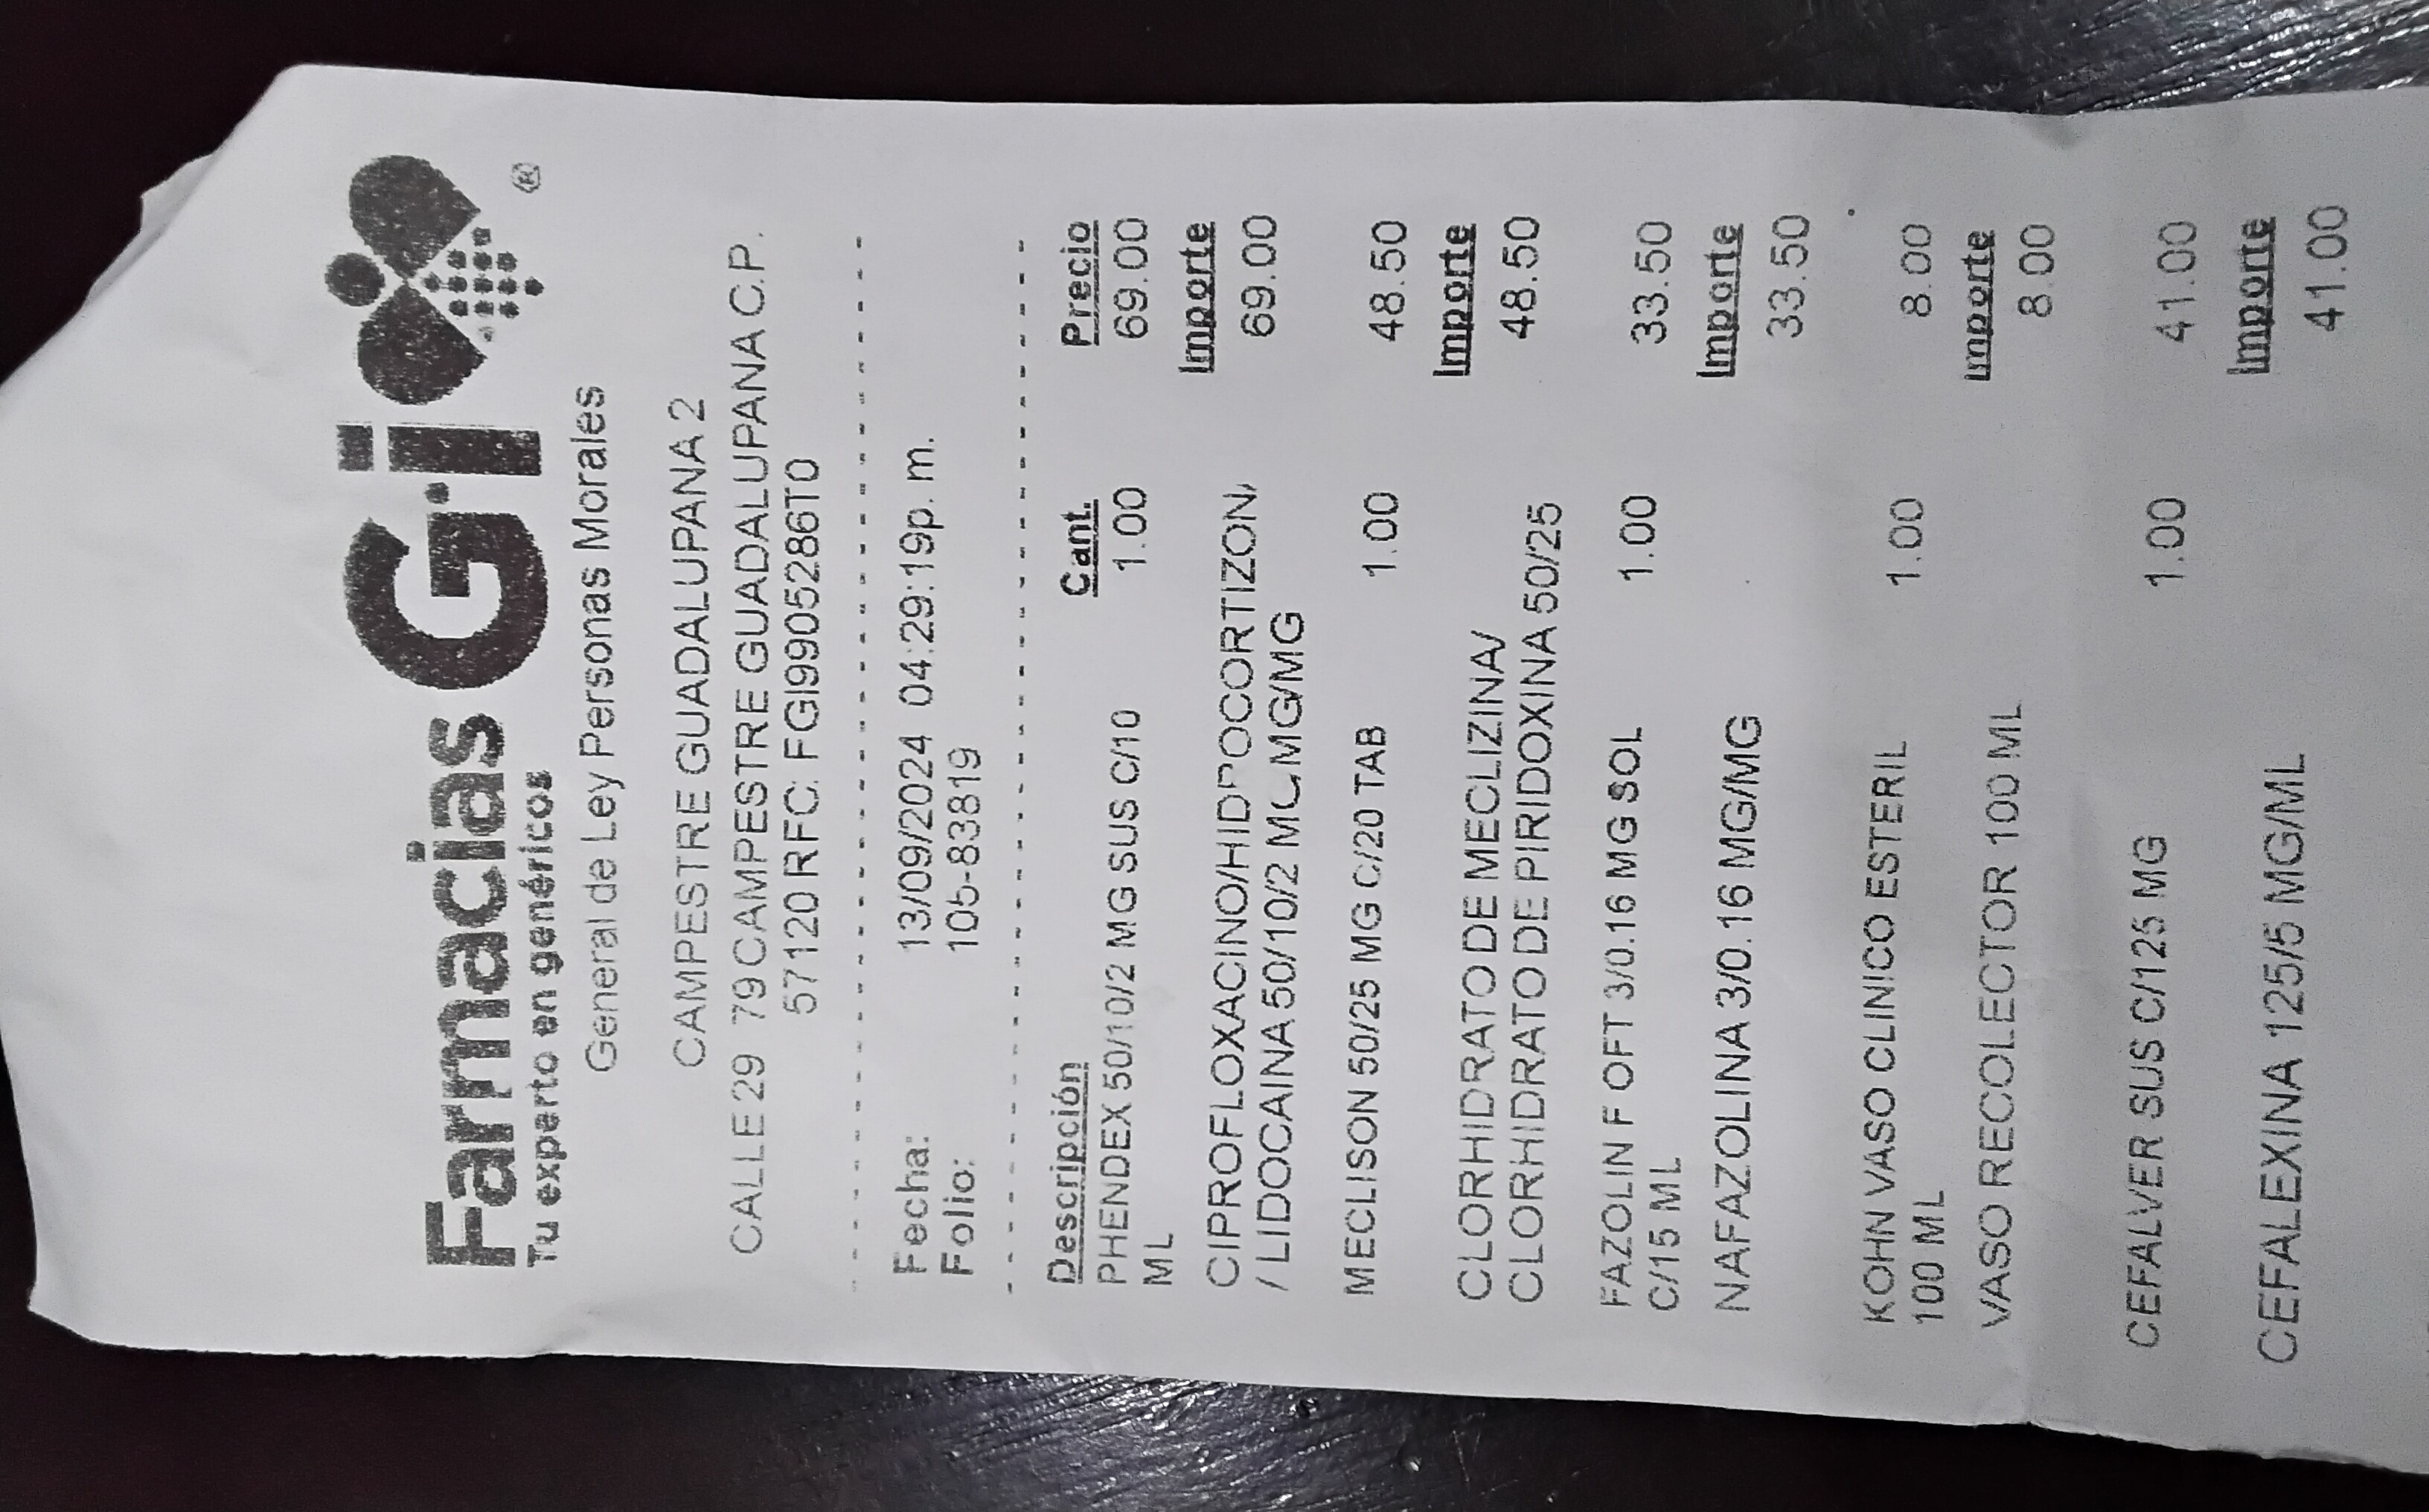 Farmacias Gi ®
Tu experto en genéricos
General de Ley Personas Morales
CAMPESTRE GUADALUPANA 2
CALLE 29 79 CAMPESTRE GUADALUPANA C.P.
57120 RFC: FGI9905286T0
Fecha: 13/09/2024 04:29:19p. m.
Folio: 105-83819
Descripción Cant. Precio
PHENDEX 50/10/2 MG SUS C/10 1.00 69.00
ML
Importe
CIPROFLOXACINO/HIDROCORTIZONA 69.00
/ LIDOCAINA 50/10/2 MG/MG/MG
MECLISON 50/25 MG C/20 TAB 1.00 48.50
Importe
CLORHIDRATO DE MECLIZINA/
CLORHIDRATO DE PIRIDOXINA 50/25 48.50
FAZOLIN F OFT 3/0.16 MG SOL 1.00 33.50
C/15 ML
Importe
NAFAZOLINA 3/0.16 MG/MG 33.50
KOHN VASO CLINICO ESTERIL 1.00 8.00
100 ML
Importe
VASO RECOLECTOR 100 ML 8.00
CEFALVER SUS C/125 MG 1.00 41.00
Importe
CEFALEXINA 125/5 MG/ML 41.00